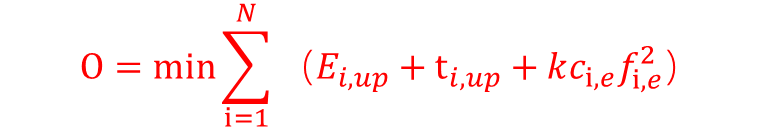 O = min ∑_{i=1}^{N} (E_{i,up} + t_{i,up} + kc_{i,e}f_{i,e}^{2})